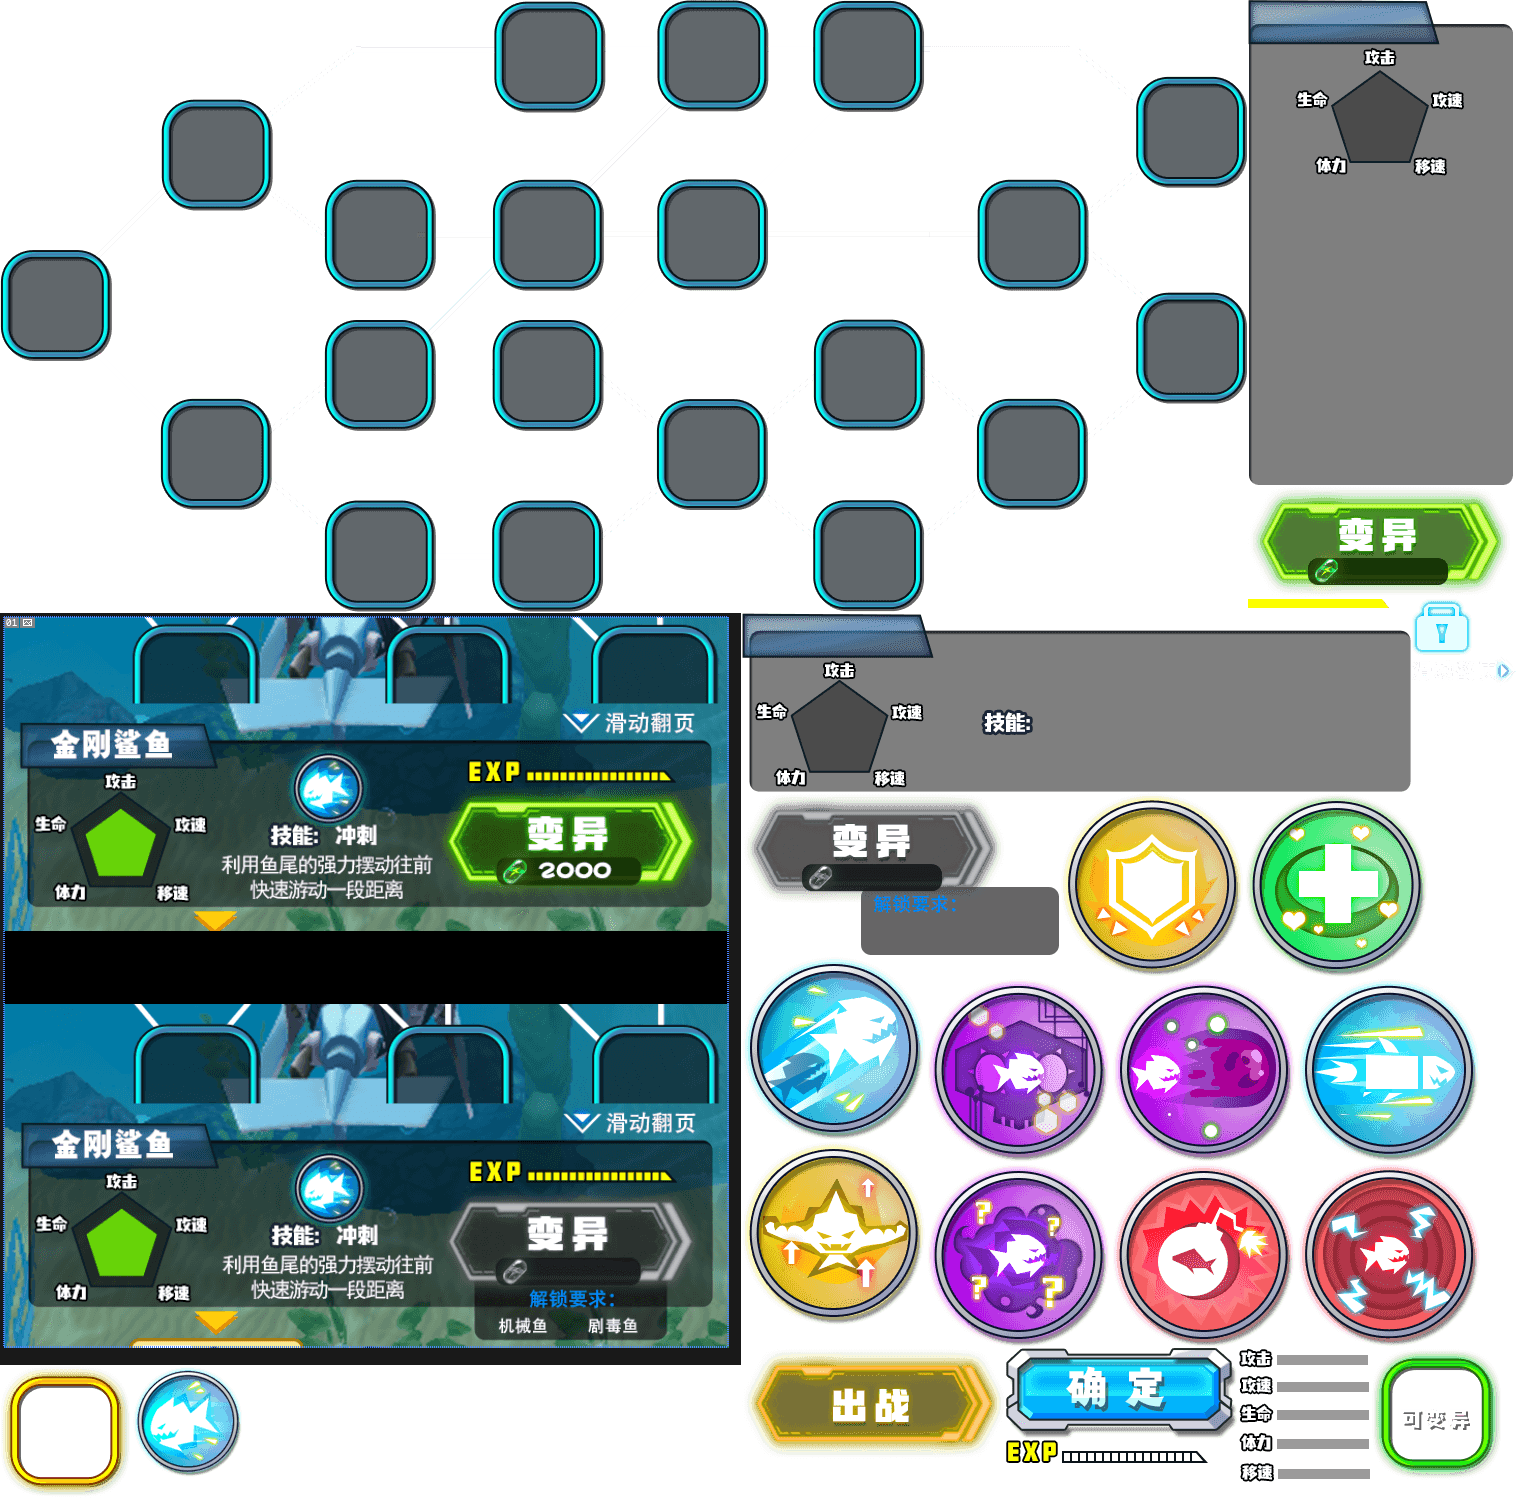 攻击
生命
攻速
体力
移速
变异
01
滑动翻页
金刚鲨鱼
EXP
攻击
生命
攻速
体力
移速
技能: 冲刺
利用鱼尾的强力摆动往前
快速游动一段距离
变异
2000
滑动翻页
金刚鲨鱼
EXP
攻击
生命
攻速
体力
移速
技能: 冲刺
利用鱼尾的强力摆动往前
快速游动一段距离
变异
解锁要求:
机械鱼 剧毒鱼
攻击
生命
攻速
体力
移速
技能:
变异
解锁要求:
?
?
?
?
出战
确定
EXP
攻击
攻速
生命
体力
移速
可变异